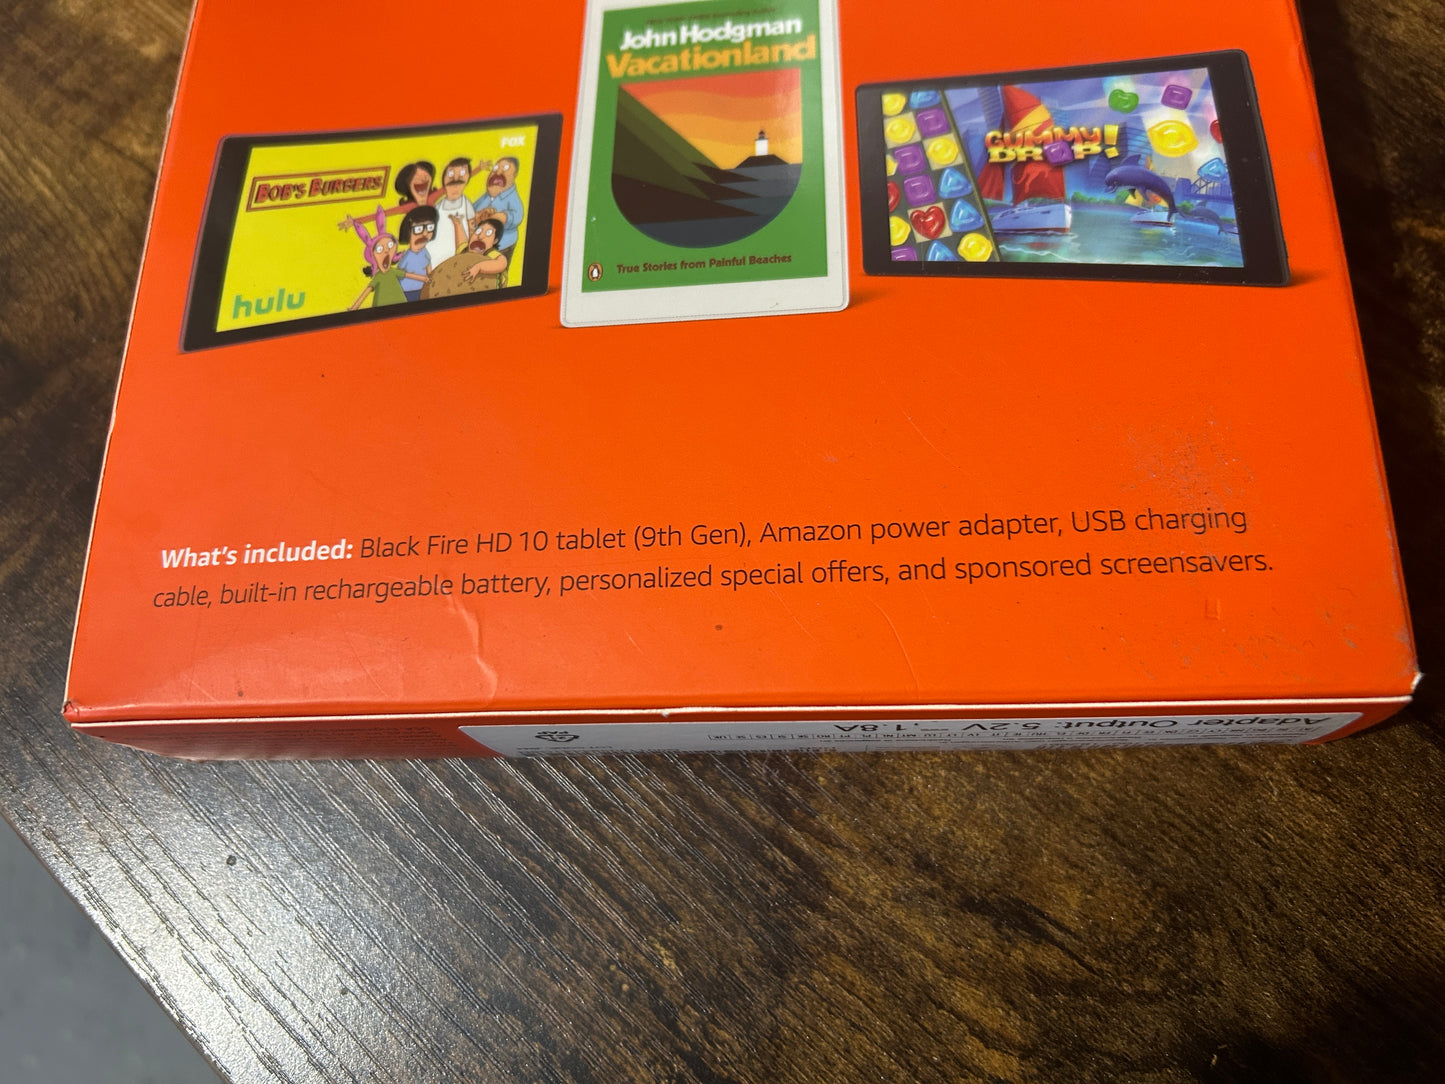 John Hodgman
Vacationland
True Stories from Painful Beaches
FOX
BOB'S BURGERS
hulu
GUMMY
DROP!
What's included: Black Fire HD 10 tablet (9th Gen), Amazon power adapter, USB charging
cable, built-in rechargeable battery, personalized special offers, and sponsored screensavers.
Adapter Output: 5.2V ⎓ 1.8A